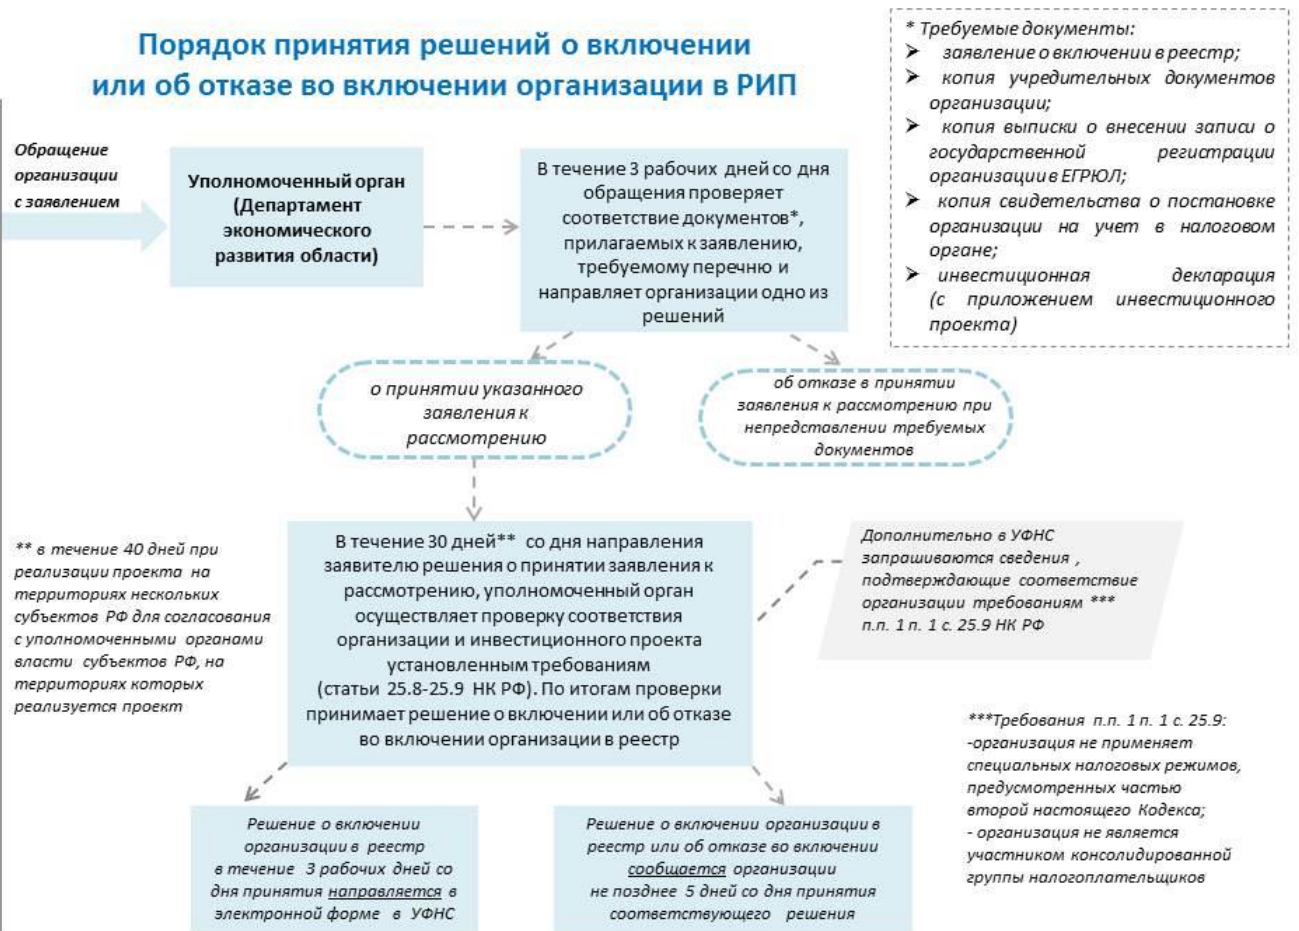 Порядок принятия решений о включении
или об отказе во включении организации в РИП
* Требуемые документы:
➢ заявление о включении в реестр;
➢ копия учредительных документов
организации;
➢ копия выписки о внесении записи о
государственной регистрации
организации в ЕГРЮЛ;
➢ копия свидетельства о постановке
организации на учет в налоговом
органе;
➢ инвестиционная декларация
(с приложением инвестиционного
проекта)
Обращение
организации
с заявлением
Уполномоченный орган
(Департамент
экономического
развития области)
В течение 3 рабочих дней со дня
обращения проверяет
соответствие документов*,
прилагаемых к заявлению,
требуемому перечню и
направляет организации одно из
решений
о принятии указанного
заявления к
рассмотрению
об отказе в принятии
заявления к рассмотрению при
непредставлении требуемых
документов
** в течение 40 дней при
реализации проекта на
территориях нескольких
субъектов РФ для согласования
с уполномоченными органами
власти субъектов РФ, на
территориях которых
реализуется проект
В течение 30 дней** со дня направления
заявителю решения о принятии заявления к
рассмотрению, уполномоченный орган
осуществляет проверку соответствия
организации и инвестиционного проекта
установленным требованиям
(статьи 25.8-25.9 НК РФ). По итогам проверки
принимает решение о включении или об отказе
во включении организации в реестр
Дополнительно в УФНС
запрашиваются сведения ,
подтверждающие соответствие
организации требованиям ***
п.п. 1 п. 1 с. 25.9 НК РФ
***Требования п.п. 1 п. 1 с. 25.9:
-организация не применяет
специальных налоговых режимов,
предусмотренных частью
второй настоящего Кодекса;
- организация не является
участником консолидированной
группы налогоплательщиков
Решение о включении
организации в реестр
в течение 3 рабочих дней со
дня принятия направляется в
электронной форме в УФНС
Решение о включении организации в
реестр или об отказе во включении
сообщается организации
не позднее 5 дней со дня принятия
соответствующего решения